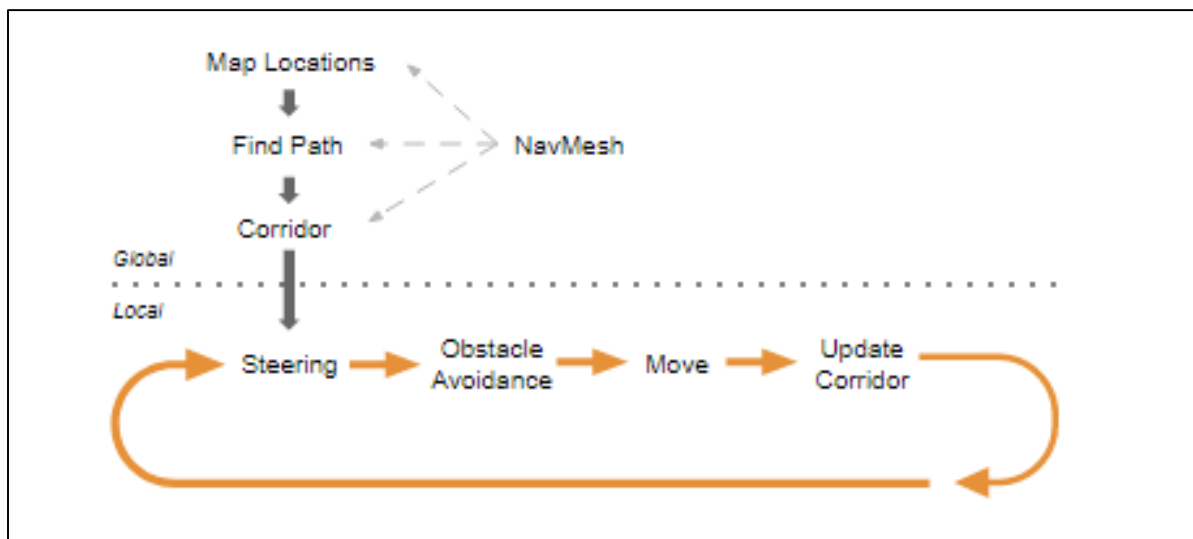 Map Locations
Find Path
NavMesh
Corridor
Global
Local
Steering
Obstacle
Avoidance
Move
Update
Corridor